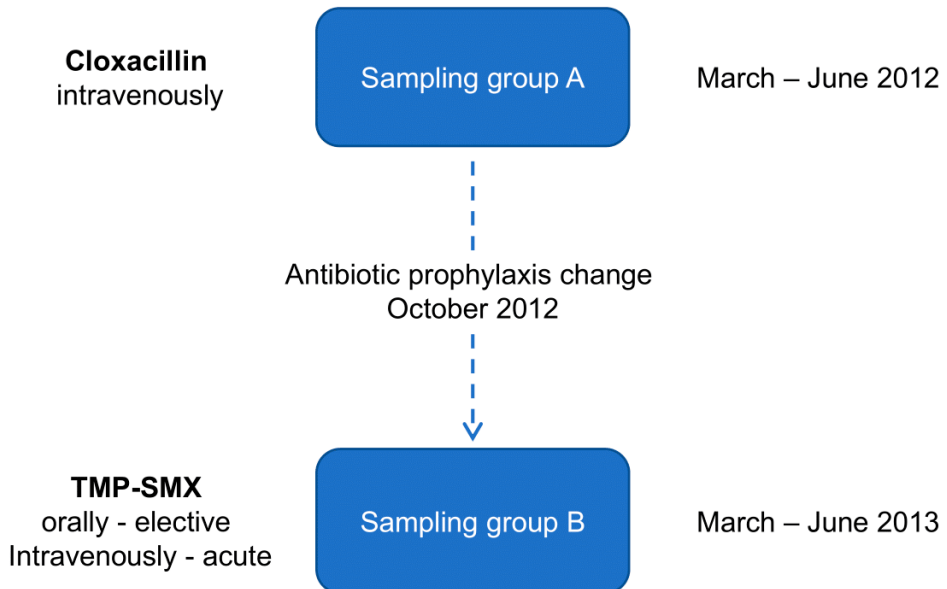 Cloxacillin
intravenously
Sampling group A
March – June 2012
Antibiotic prophylaxis change
October 2012
TMP-SMX
orally - elective
Intravenously - acute
Sampling group B
March – June 2013